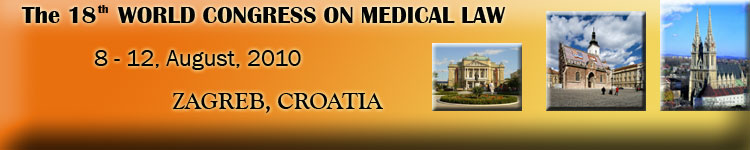 The 18th WORLD CONGRESS ON MEDICAL LAW
8 - 12, August, 2010
ZAGREB, CROATIA